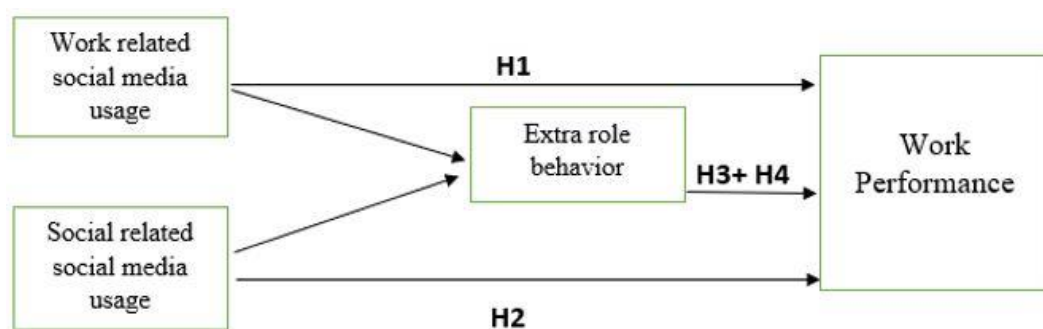 Work related
social media
usage
H1
Extra role
behavior
H3+ H4
Work
Performance
Social related
social media
usage
H2